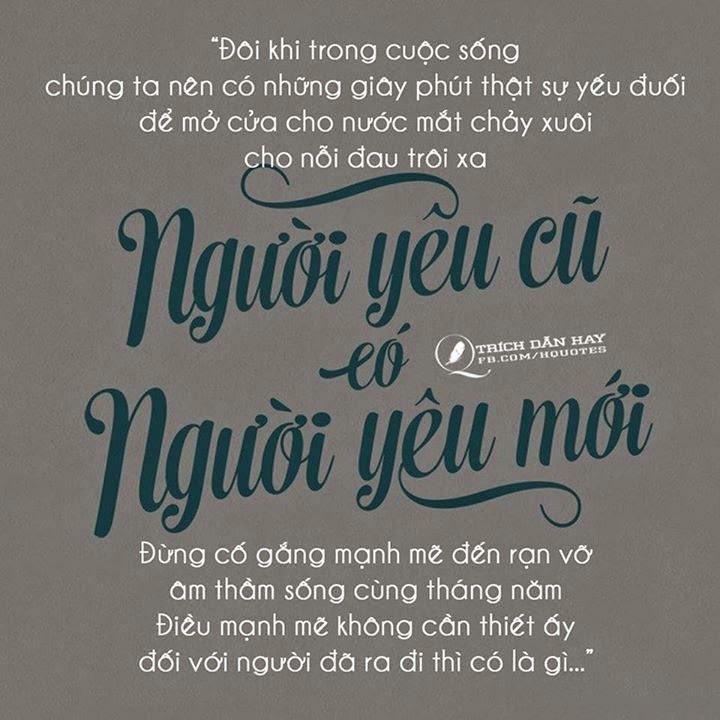 “Đôi khi trong cuộc sống
chúng ta nên có những giây phút thật sự yếu đuối
để mở cửa cho nước mắt chảy xuôi
cho nỗi đau trôi xa
Người yêu cũ
có
TRÍCH DẪN HAY
FB.COM/HQUOTES
Người yêu mới
Đừng cố gắng mạnh mẽ đến rạn vỡ
âm thầm sống cùng tháng năm
Điều mạnh mẽ không cần thiết ấy
đối với người đã ra đi thì có là gì...”